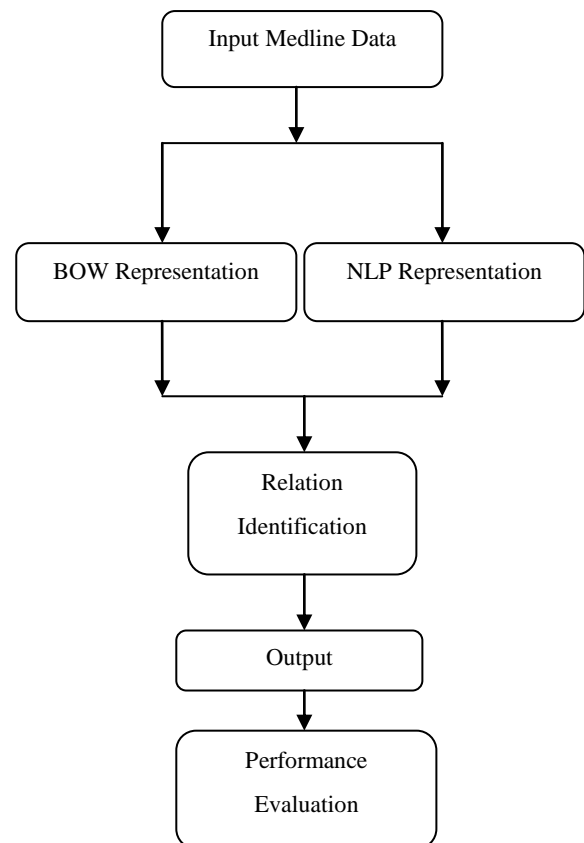 Input Medline Data
BOW Representation
NLP Representation
Relation
Identification
Output
Performance
Evaluation